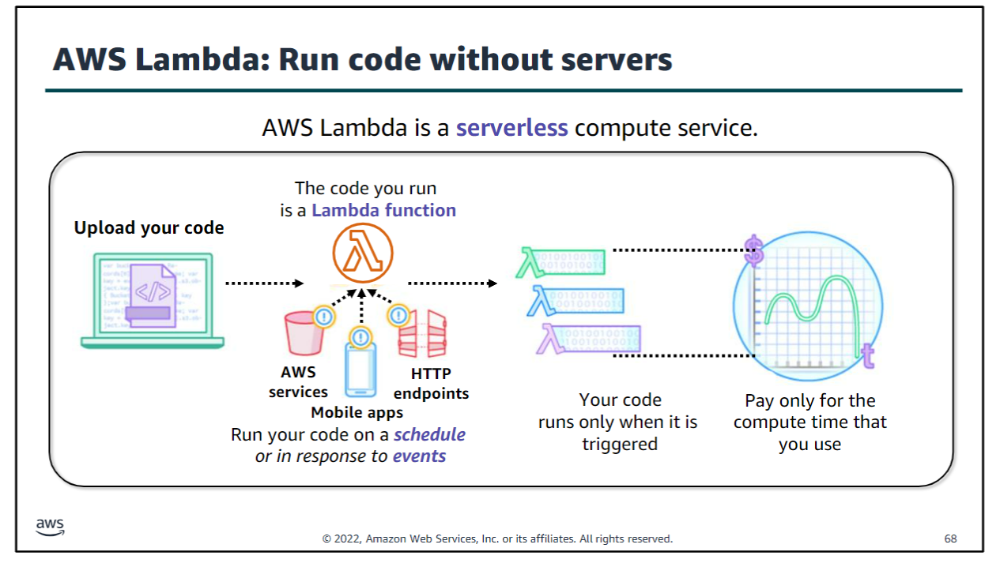 AWS Lambda: Run code without servers
AWS Lambda is a serverless compute service.
Upload your code
The code you run
is a Lambda function
AWS
services
Mobile apps
HTTP
endpoints
Run your code on a schedule
or in response to events
Your code
runs only when it is
triggered
$
t
Pay only for the
compute time that
you use
aws
© 2022, Amazon Web Services, Inc. or its affiliates. All rights reserved.
68